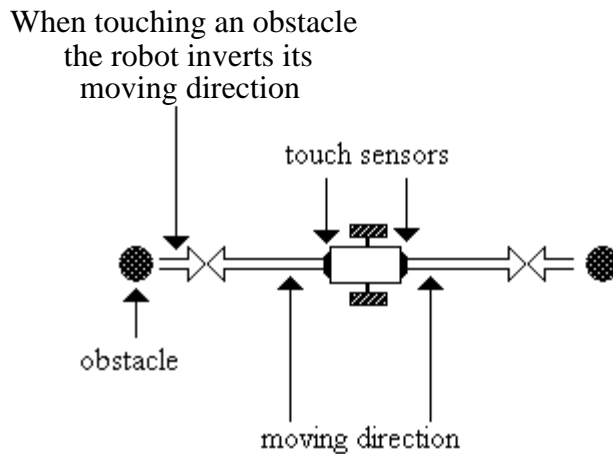 When touching an obstacle
the robot inverts its
moving direction
touch sensors
obstacle
moving direction